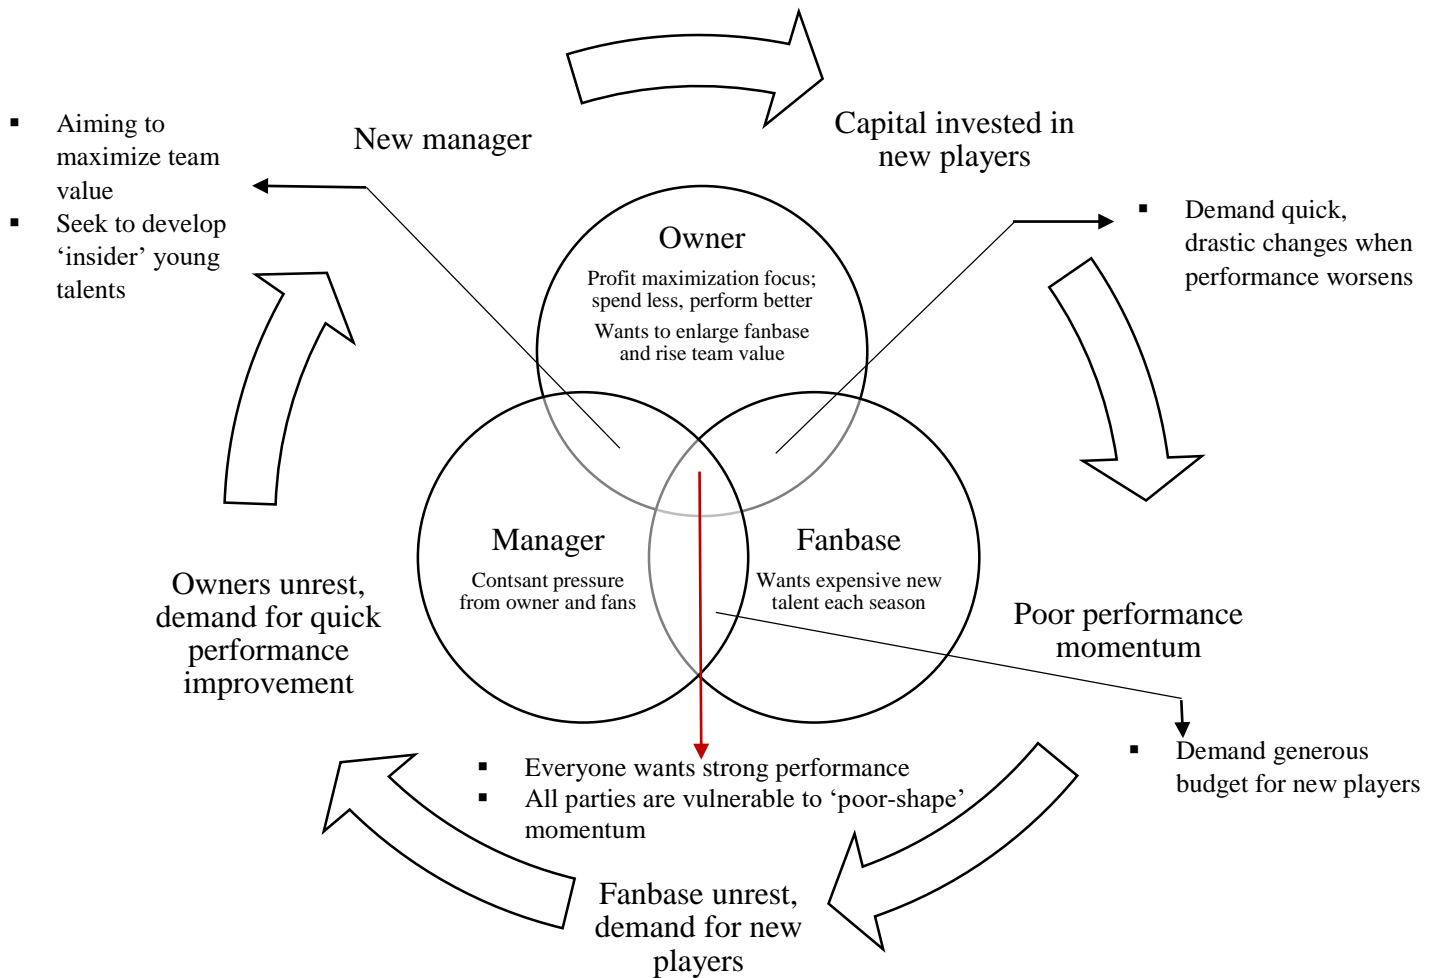 New manager
Capital invested in
new players
▪ Aiming to
maximize team
value
▪ Seek to develop
‘insider’ young
talents
▪ Demand quick,
drastic changes when
performance worsens
Owner
Profit maximization focus;
spend less, perform better
Wants to enlarge fanbase
and rise team value
Manager
Contsant pressure
from owner and fans
Fanbase
Wants expensive new
talent each season
Owners unrest,
demand for quick
performance
improvement
Poor performance
momentum
▪ Demand generous
budget for new players
▪ Everyone wants strong performance
▪ All parties are vulnerable to ‘poor-shape’
momentum
Fanbase unrest,
demand for new
players